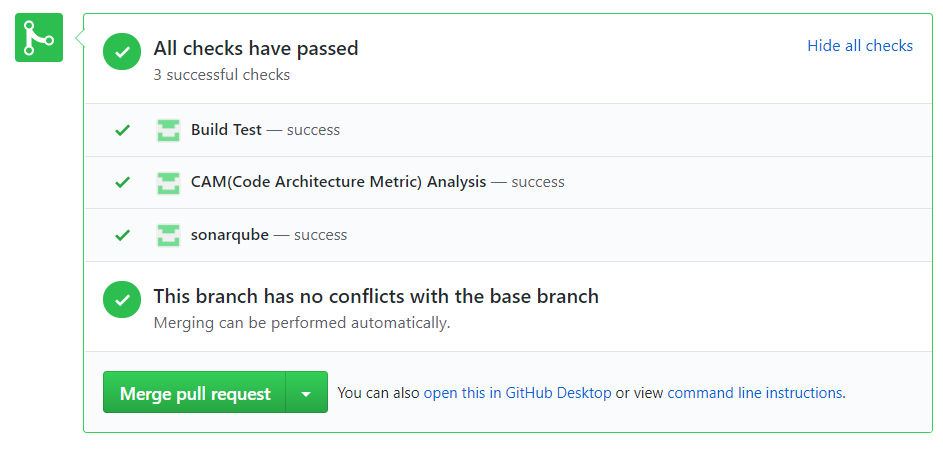 All checks have passed
Hide all checks
3 successful checks
Build Test — success
CAM(Code Architecture Metric) Analysis — success
sonarqube — success
This branch has no conflicts with the base branch
Merging can be performed automatically.
Merge pull request
You can also open this in GitHub Desktop or view command line instructions.